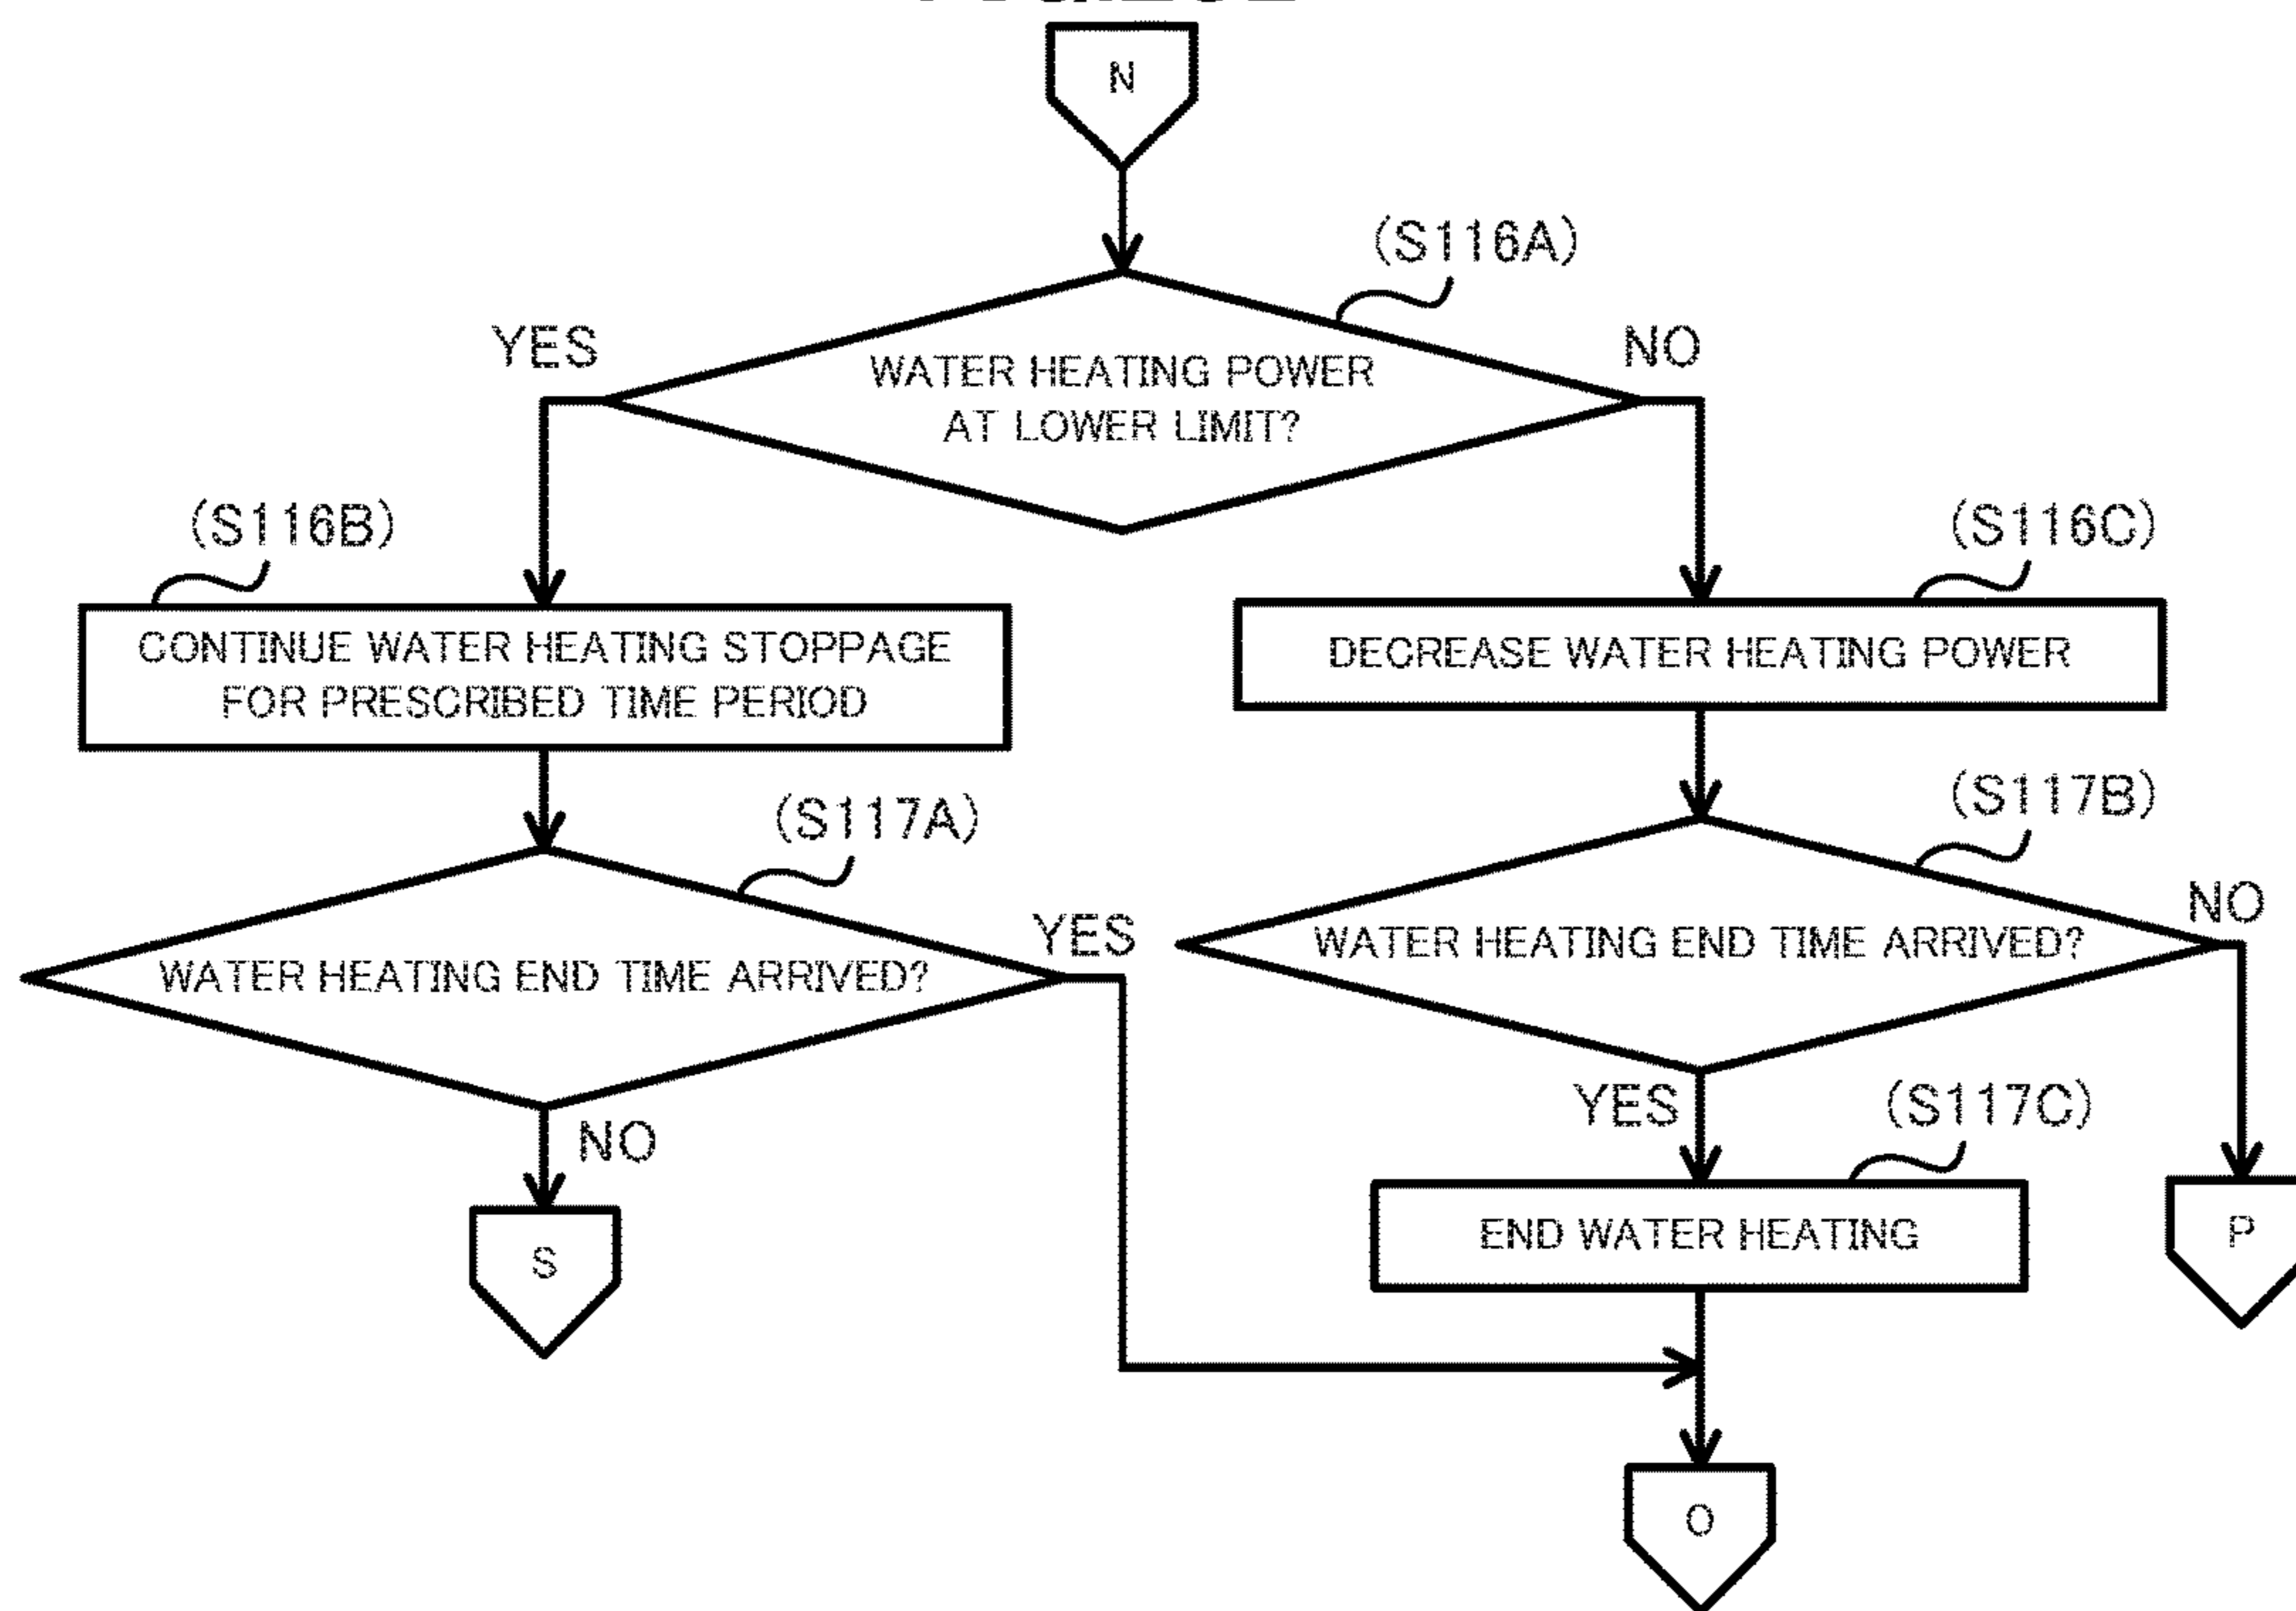 N
(S116A)
YES
NO
WATER HEATING POWER
AT LOWER LIMIT?
(S116B)
(S116C)
CONTINUE WATER HEATING STOPPAGE
FOR PRESCRIBED TIME PERIOD
DECREASE WATER HEATING POWER
(S117A)
(S117B)
YES
NO
WATER HEATING END TIME ARRIVED?
WATER HEATING END TIME ARRIVED?
NO
YES
(S117C)
S
END WATER HEATING
P
O